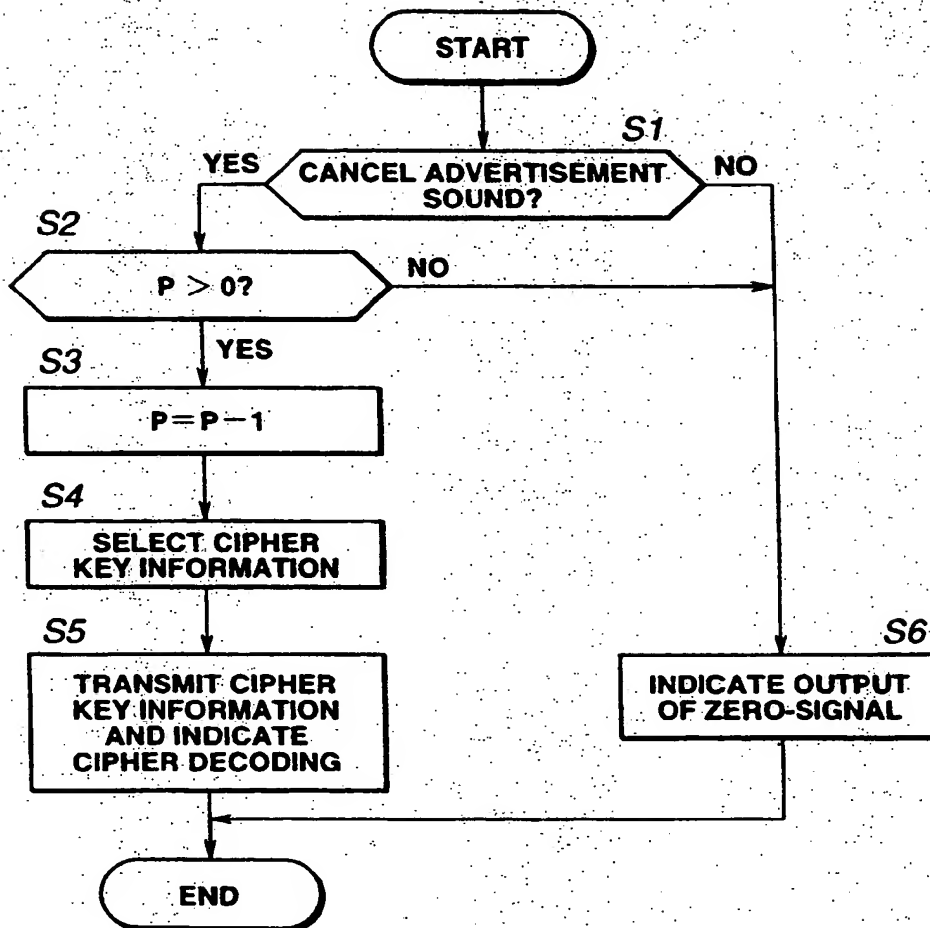 START
S1
YES
CANCEL ADVERTISEMENT
SOUND?
NO
S2
P > 0?
NO
YES
S3
P=P−1
S4
SELECT CIPHER
KEY INFORMATION
S5
TRANSMIT CIPHER
KEY INFORMATION
AND INDICATE
CIPHER DECODING
S6
INDICATE OUTPUT
OF ZERO-SIGNAL
END